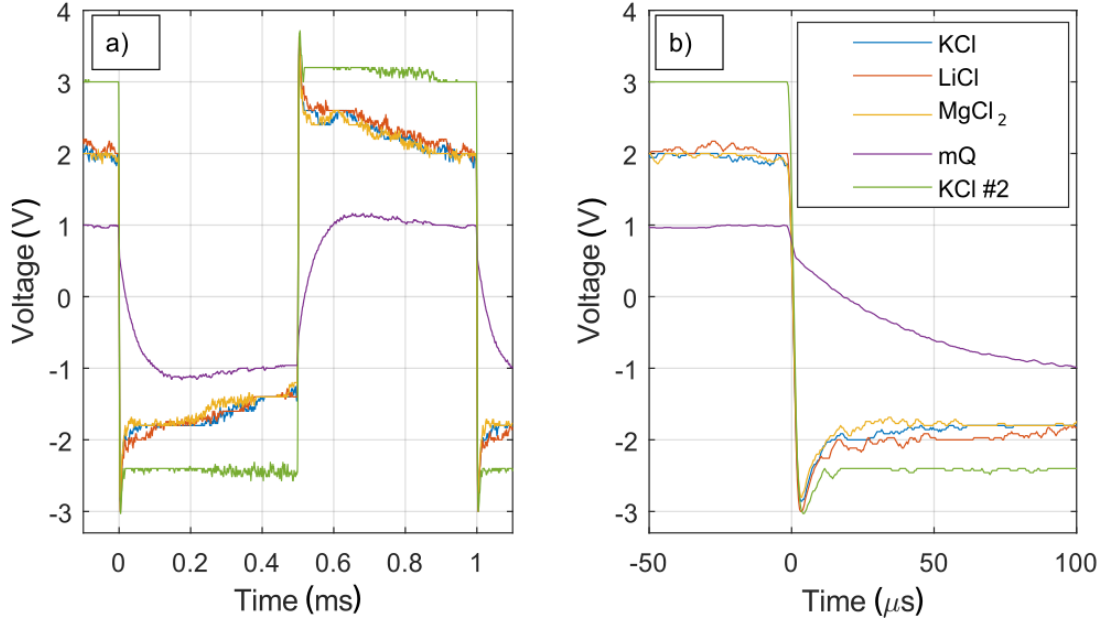 a)
Voltage (V)
4
3
2
1
0
-1
-2
-3
0
0.2
0.4
0.6
0.8
1
Time (ms)
b)
KCl
LiCl
MgCl₂
mQ
KCl #2
Voltage (V)
4
3
2
1
0
-1
-2
-3
-50
0
50
100
Time (μs)